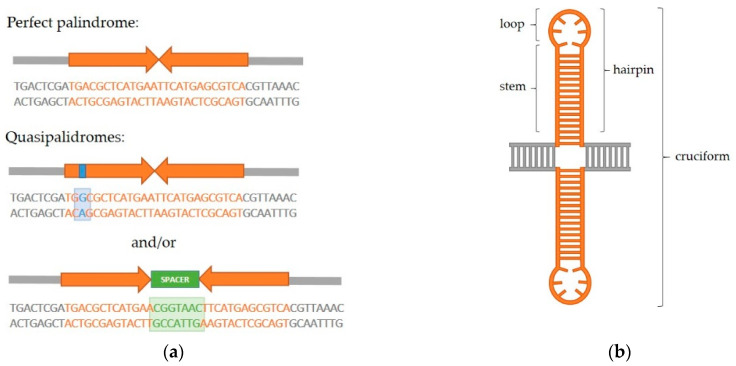 Perfect palindrome:
TGACTCGATGACGCTCATGAATTCATGAGCGTCACGTTAAAC
ACTGAGCTACTGCGAGTACTTAAGTACTCGCAGTGCAATTTG
Quasipalidromes:
TGACTCGATGGCGCTCATGAATTCATGAGCGTCACGTTAAAC
ACTGAGCTACAGCGAGTACTTAAGTACTCGCAGTGCAATTTG
and/or
SPACER
TGACTCGATGACGCTCATGAACGGTAACTTCATGAGCGTCACGTTAAAC
ACTGAGCTACTGCGAGTACTTGCCATTGAAGTACTCGCAGTGCAATTTG
(a)
loop
stem
hairpin
cruciform
(b)